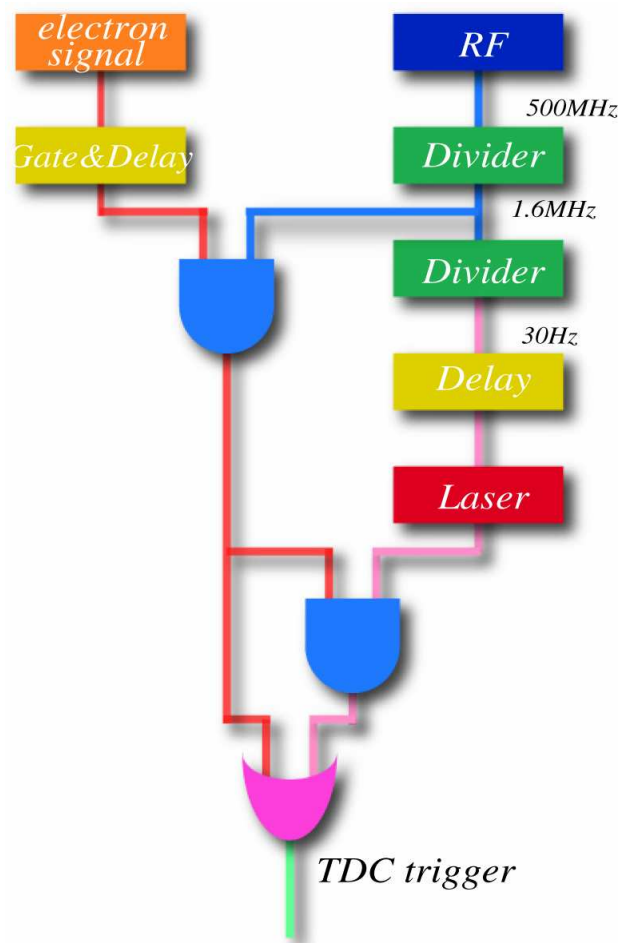 electron
signal
RF
500MHz
Gate&Delay
Divider
1.6MHz
Divider
30Hz
Delay
Laser
TDC trigger